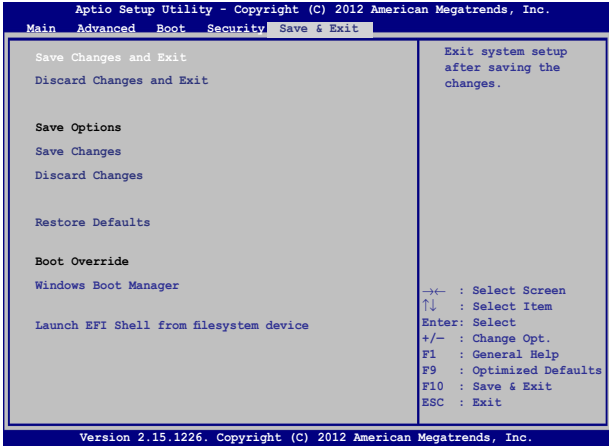 Aptio Setup Utility - Copyright (C) 2012 American Megatrends, Inc.
Main Advanced Boot Security Save & Exit
Save Changes and Exit
Discard Changes and Exit
Save Options
Save Changes
Discard Changes
Restore Defaults
Boot Override
Windows Boot Manager
Launch EFI Shell from filesystem device
Exit system setup
after saving the
changes.
→← : Select Screen
↑↓ : Select Item
Enter: Select
+/— : Change Opt.
F1 : General Help
F9 : Optimized Defaults
F10 : Save & Exit
ESC : Exit
Version 2.15.1226. Copyright (C) 2012 American Megatrends, Inc.